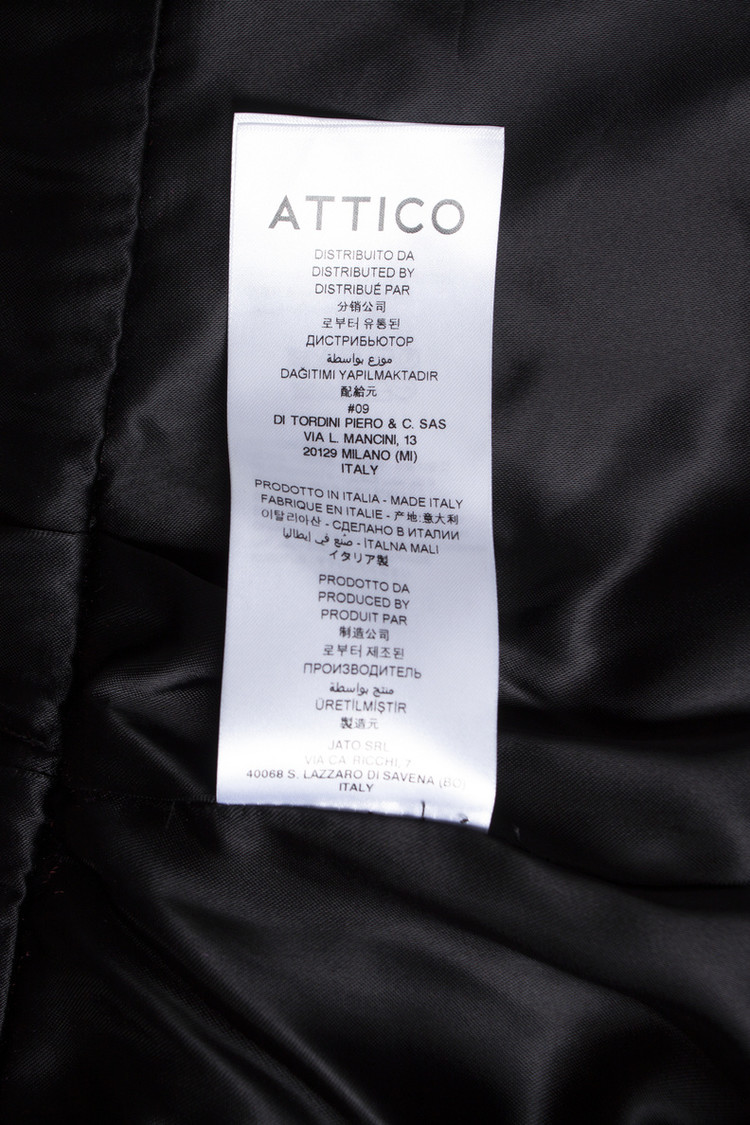 ATTICO
DISTRIBUITO DA
DISTRIBUTED BY
DISTRIBUÉ PAR
分销公司
로부터 유통된
ДИСТРИБЬЮТОР
موزع بواسطة
DAĞITIMI YAPILMAKTADIR
配給元
#09
DI TORDINI PIERO & C. SAS
VIA L. MANCINI, 13
20129 MILANO (MI)
ITALY
PRODOTTO IN ITALIA - MADE ITALY
FABRIQUE EN ITALIE - 产地:意大利
이탈리아산 - СДЕЛАНО В ИТАЛИИ
صنع في إيطاليا - İTALNA MALI
イタリア製
PRODOTTO DA
PRODUCED BY
PRODUIT PAR
制造公司
로부터 제조된
ПРОИЗВОДИТЕЛЬ
منتج بواسطة
ÜRETİLMİŞTİR
製造元
JATO SRL
VIA CA' RICCHI, 7
40068 S. LAZZARO DI SAVENA (BO)
ITALY